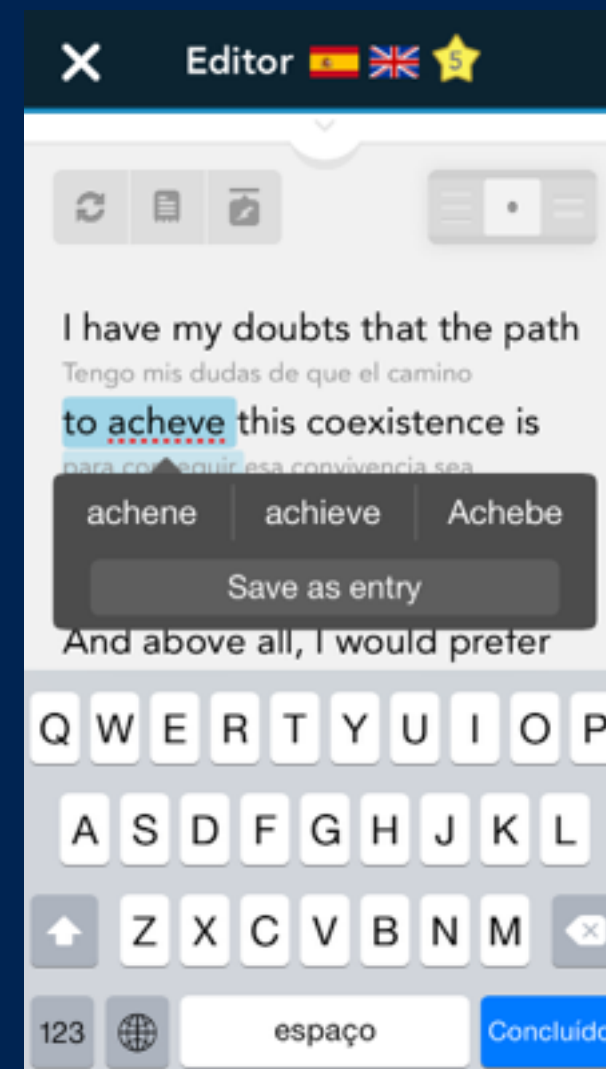 Editor 5
I have my doubts that the path
Tengo mis dudas de que el camino
to acheve this coexistence is
para conseguir esa convivencia sea
achene achieve Achebe
Save as entry
And above all, I would prefer
Q W E R T Y U I O P
A S D F G H J K L
Z X C V B N M
123 espaço Concluído